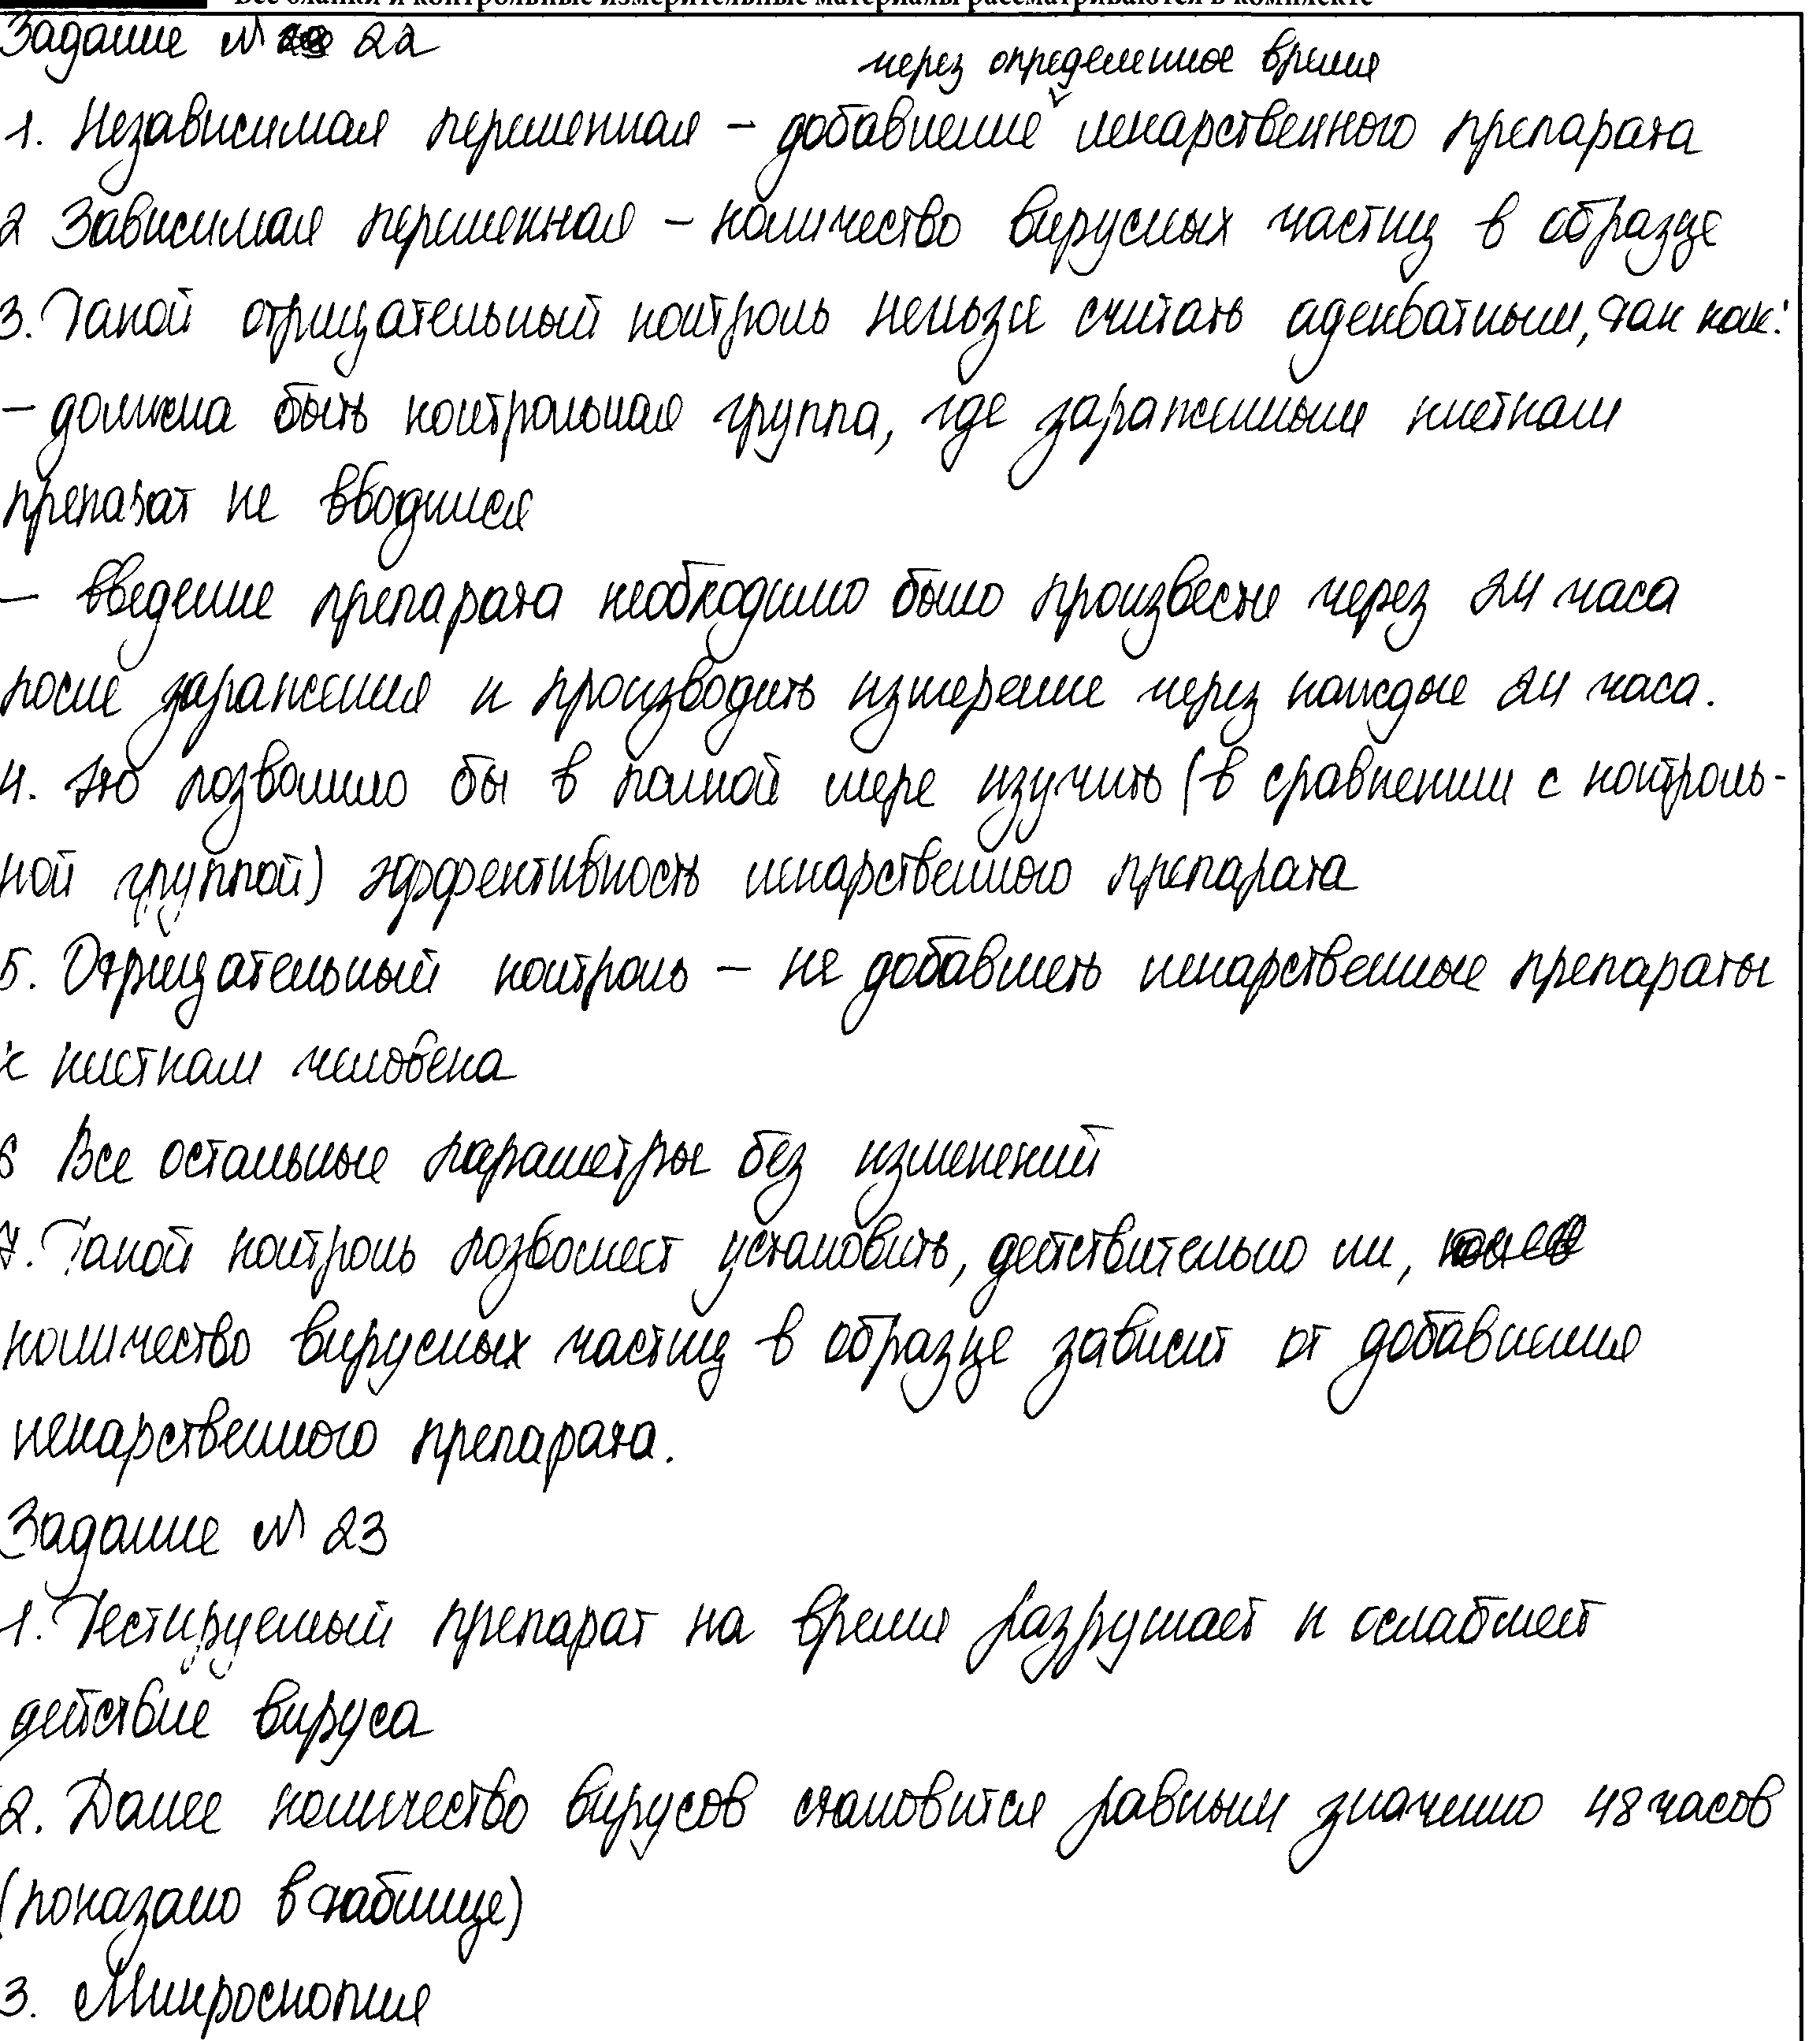 Все бланки и контрольные измерительные материалы рассматриваются в комплекте
Задание № 22
через определенное время
1. Независимая переменная – добавление лекарственного препарата
2 Зависимая переменная – количество вирусных частиц в образце
3. Такой отрицательный контроль нельзя считать адекватным, так как:
– должна быть контрольная группа, где зараженным клеткам
препарат не вводился
– введение препарата необходимо было произвести через 24 часа
после заражения и производить измерение через каждые 24 часа.
4. Это позволило бы в полной мере изучить (в сравнении с контроль-
ной группой) эффективность лекарственного препарата
5. Отрицательный контроль – не добавлять лекарственные препараты
к клеткам человека
6 Все остальные параметры без изменений
7. Такой контроль позволяет установить, действительно ли,
количество вирусных частиц в образце зависит от добавления
лекарственного препарата.
Задание № 23
1. Тестируемый препарат на время разрушает и ослабляет
действие вируса
2. Далее количество вирусов становится равным значению 48 часов
(показано в таблице)
3. Микроскопия